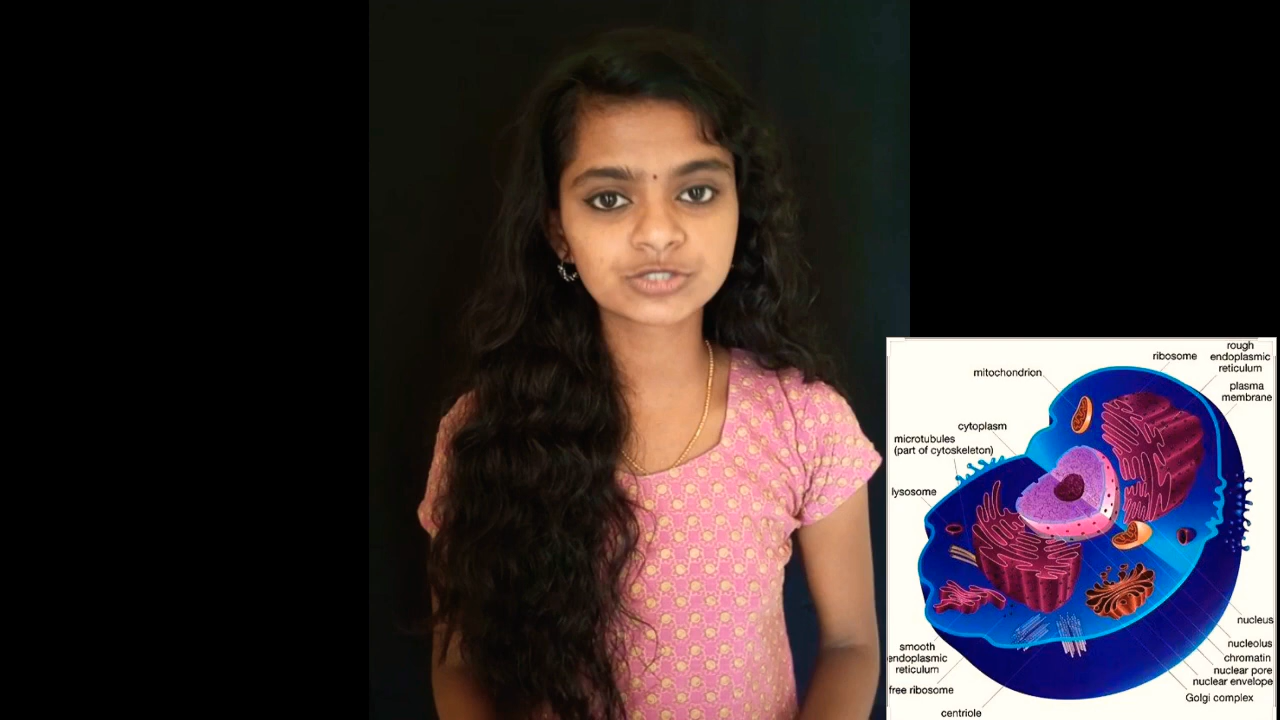 ribosome
rough
endoplasmic
reticulum
mitochondrion
plasma
membrane
cytoplasm
microtubules
(part of cytoskeleton)
lysosome
nucleus
nucleolus
smooth
endoplasmic
reticulum
chromatin
nuclear pore
nuclear envelope
free ribosome
Golgi complex
centriole